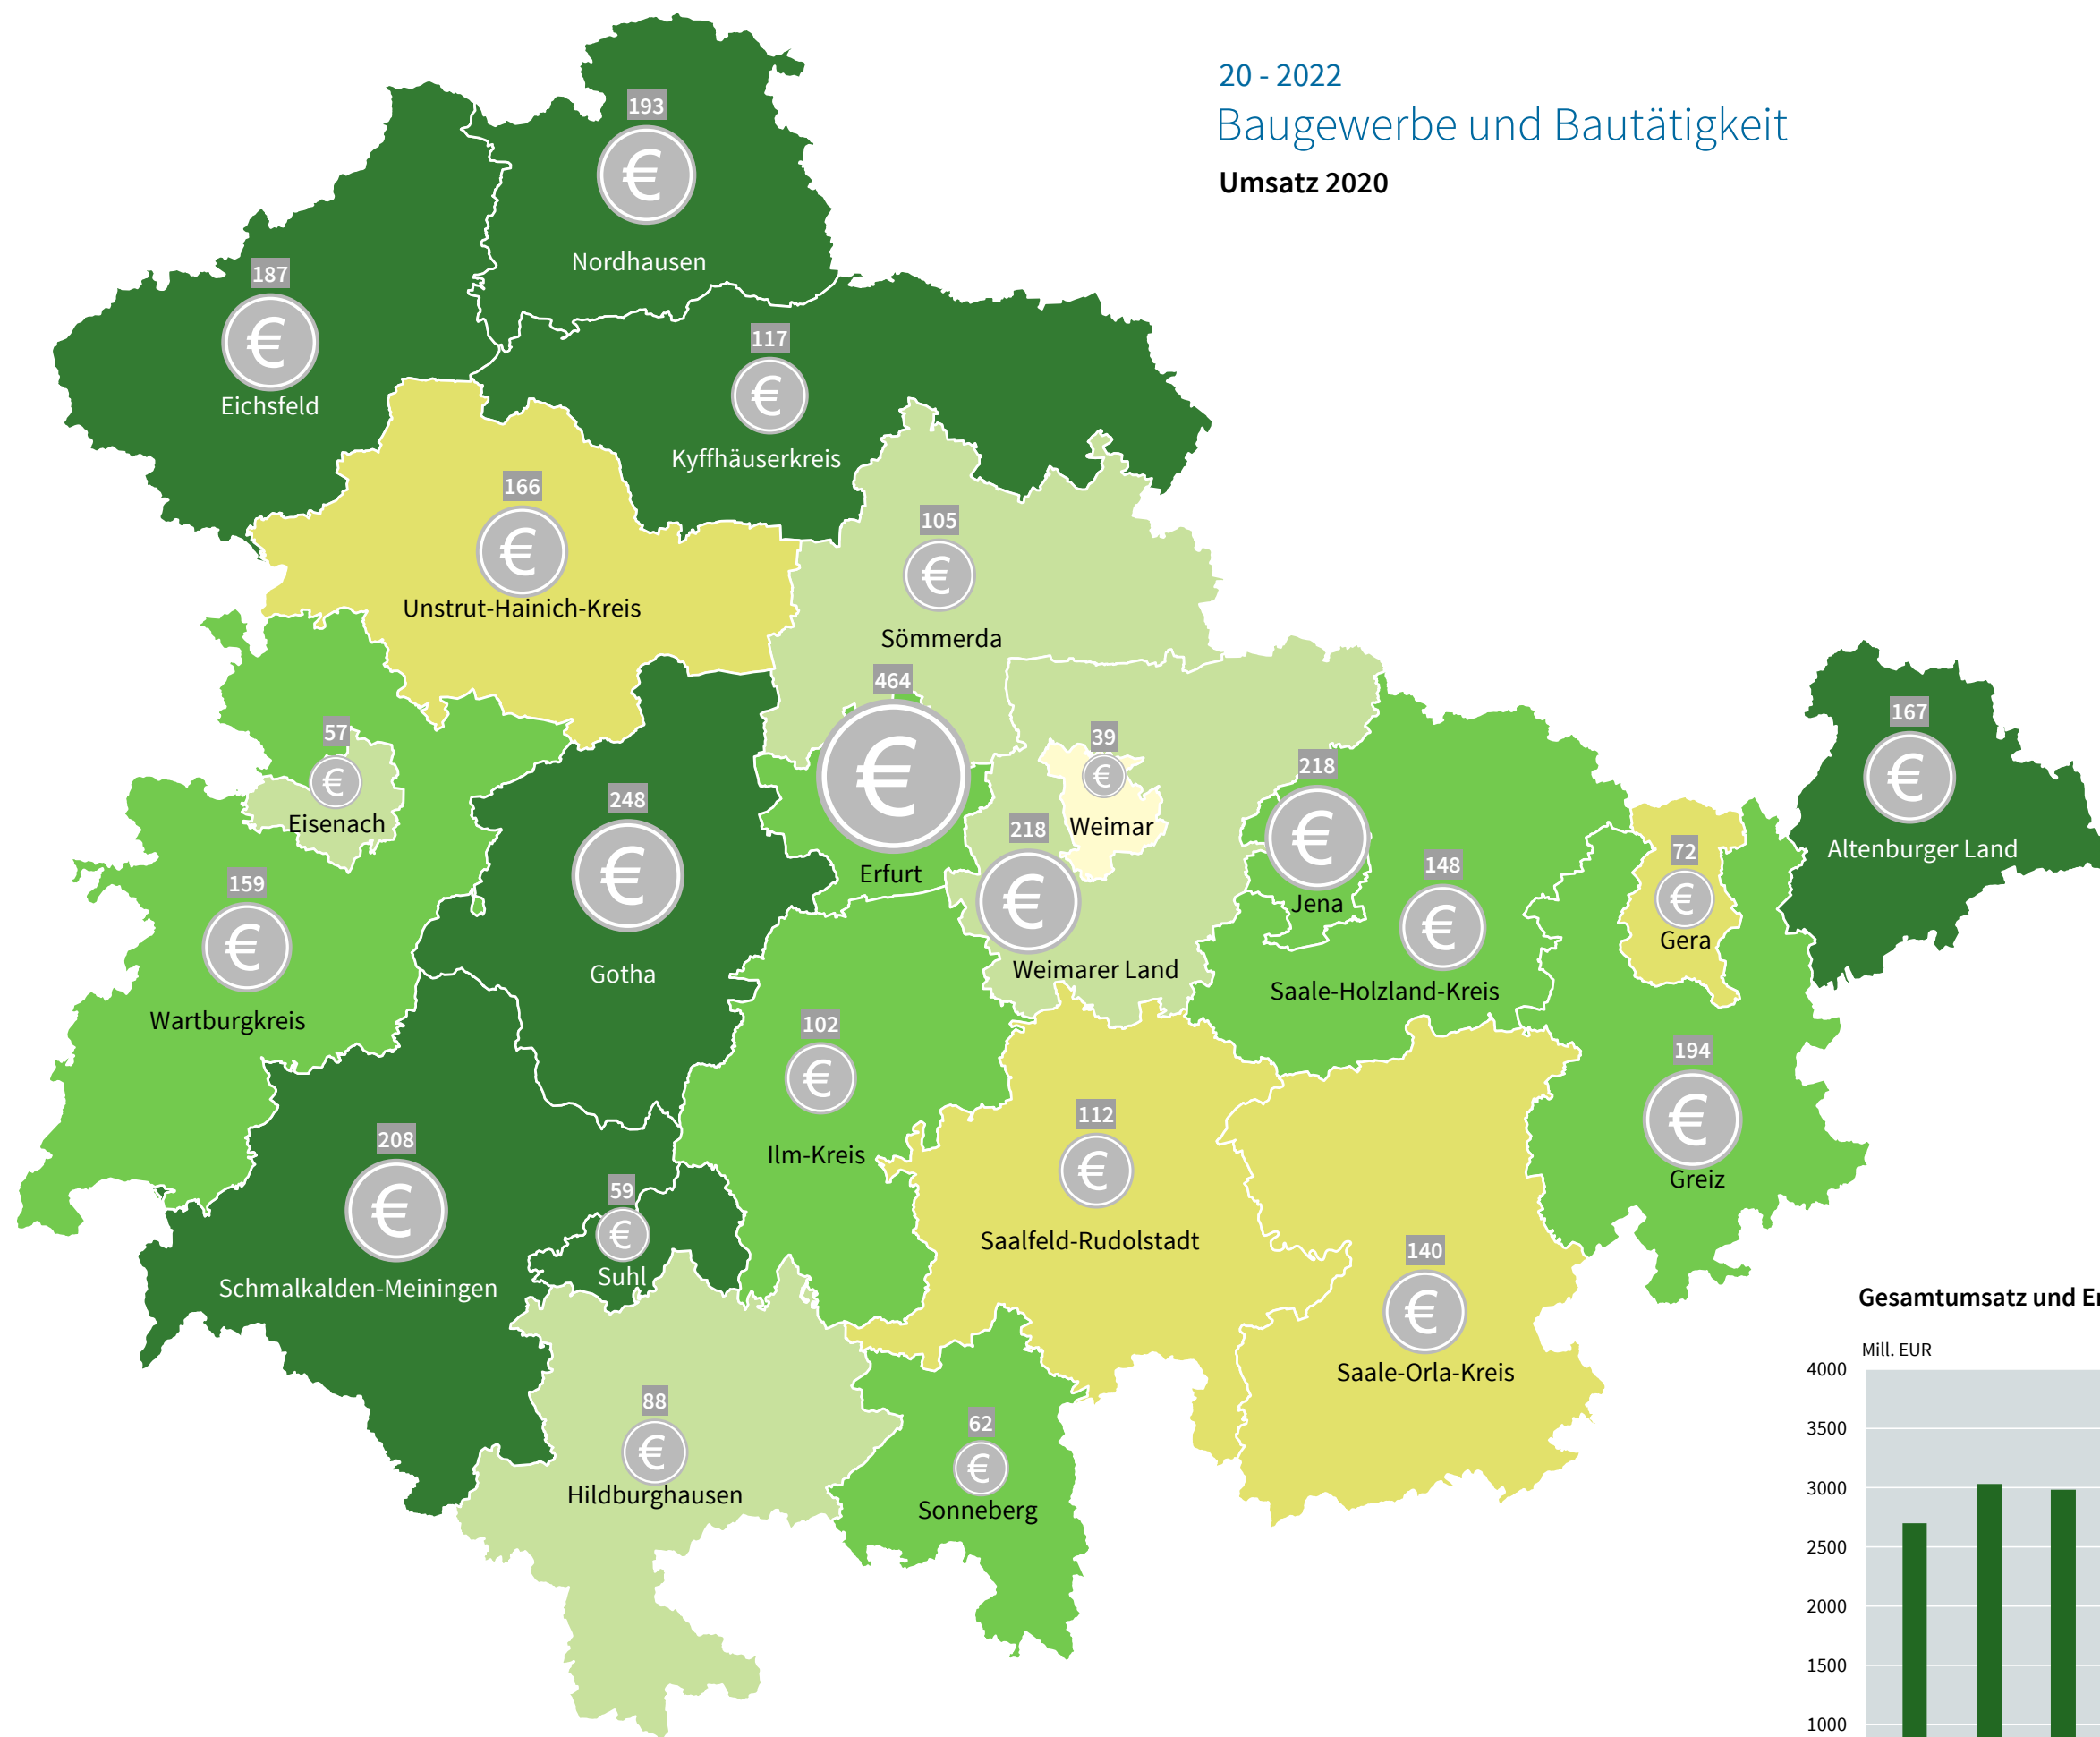 20 - 2022
Baugewerbe und Bautätigkeit
Umsatz 2020
193
€
Nordhausen
187
€
Eichsfeld
117
€
Kyffhäuserkreis
166
€
Unstrut-Hainich-Kreis
105
€
Sömmerda
464
€
Erfurt
57
€
Eisenach
39
€
Weimar
218
€
Jena
218
€
Weimarer Land
248
€
Gotha
148
€
Saale-Holzland-Kreis
72
€
Gera
167
€
Altenburger Land
159
€
Wartburgkreis
102
€
Ilm-Kreis
194
€
Greiz
208
€
Schmalkalden-Meiningen
59
€
Suhl
112
€
Saalfeld-Rudolstadt
140
€
Saale-Orla-Kreis
88
€
Hildburghausen
62
€
Sonneberg
Gesamtumsatz und
Mill. EUR
4000
3500
3000
2500
2000
1500
1000